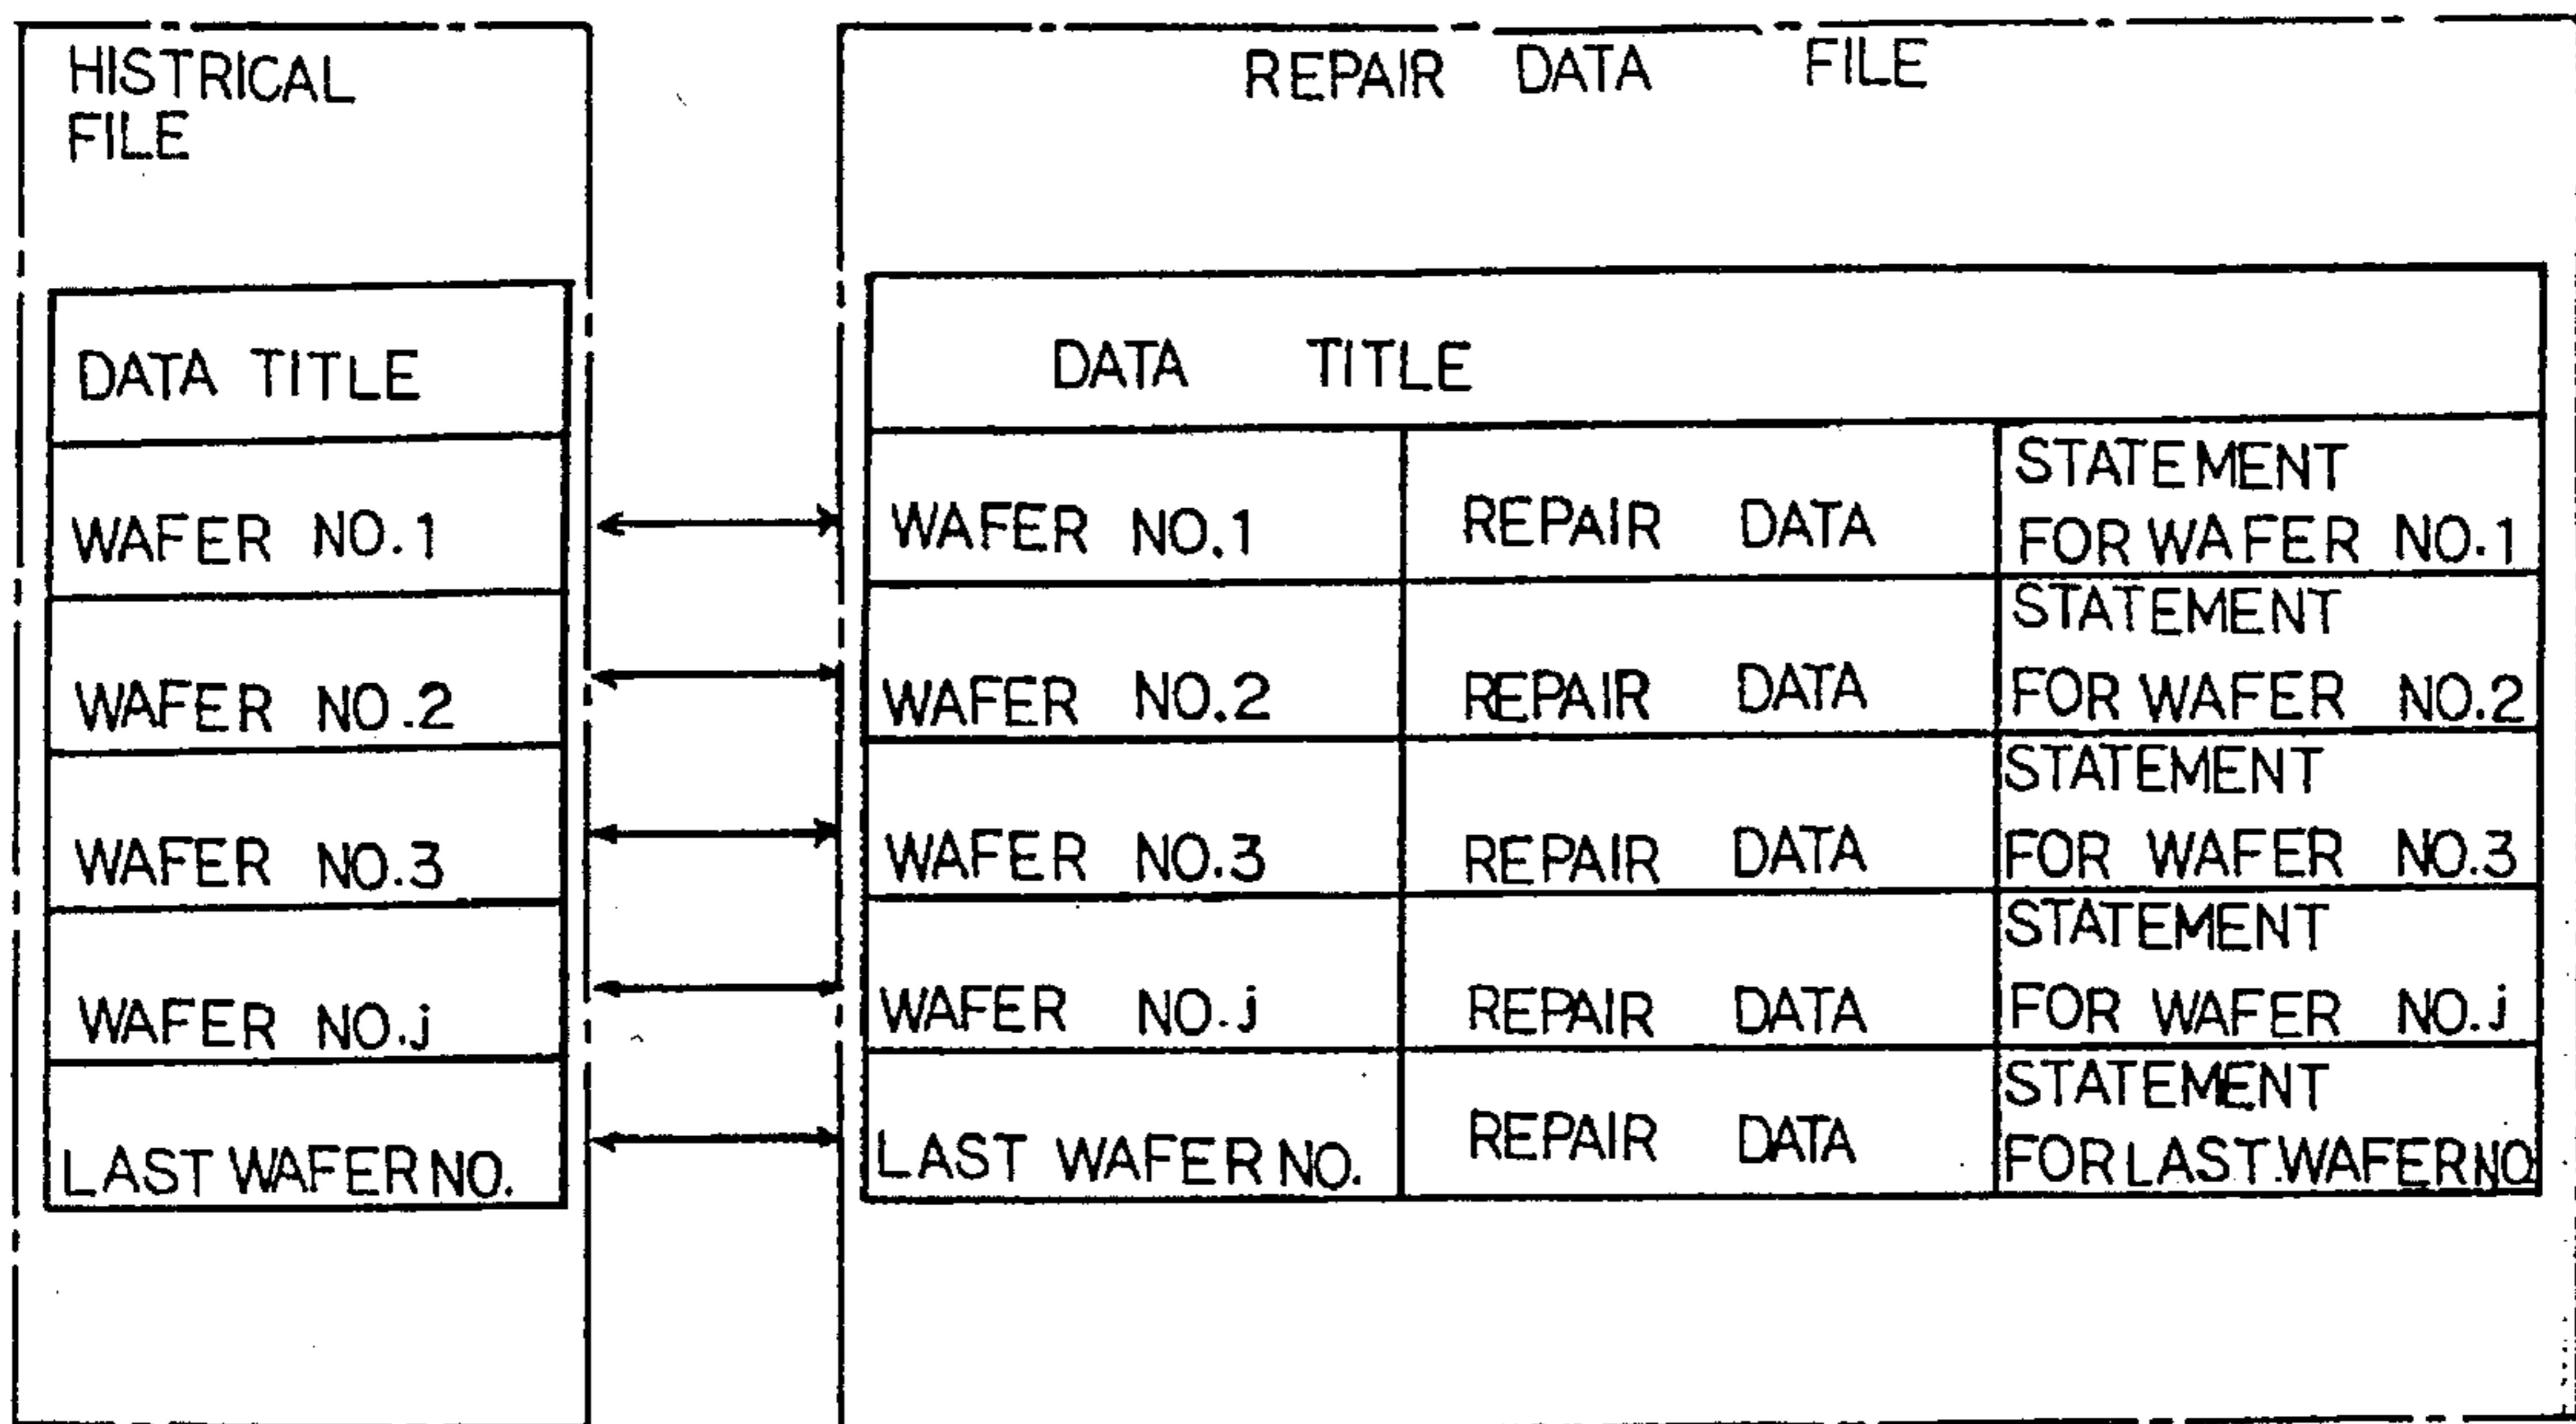 HISTRICAL
FILE
DATA TITLE
WAFER NO.1
WAFER NO.2
WAFER NO.3
WAFER NO.j
LAST WAFER NO.
REPAIR DATA FILE
DATA TITLE
WAFER NO.1
REPAIR DATA
STATEMENT
FOR WAFER NO.1
WAFER NO.2
REPAIR DATA
STATEMENT
FOR WAFER NO.2
WAFER NO.3
REPAIR DATA
STATEMENT
FOR WAFER NO.3
WAFER NO.j
REPAIR DATA
STATEMENT
FOR WAFER NO.j
LAST WAFER NO.
REPAIR DATA
STATEMENT
FOR LAST.WAFER NO